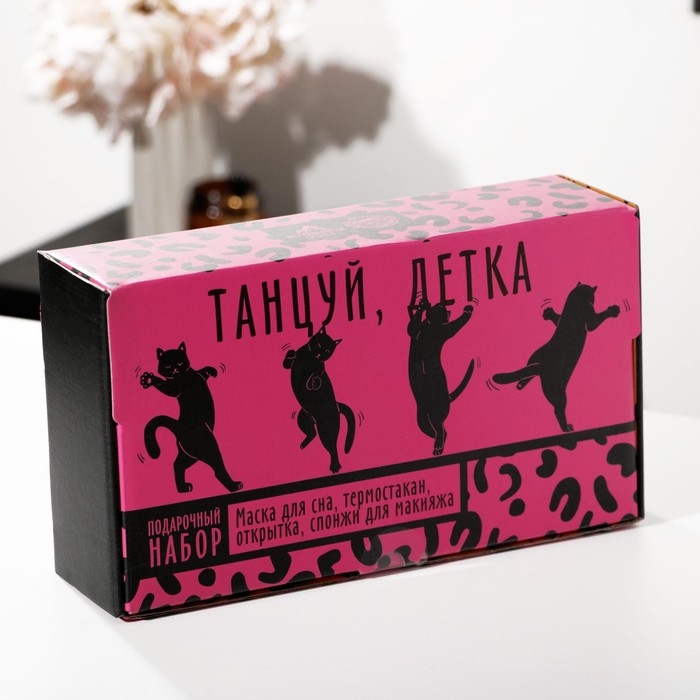 ТАНЦУЙ, ДЕТКА
ПОДАРОЧНЫЙ
НАБОР
Маска для сна, термостакан,
открытка, спонжи для макияжа